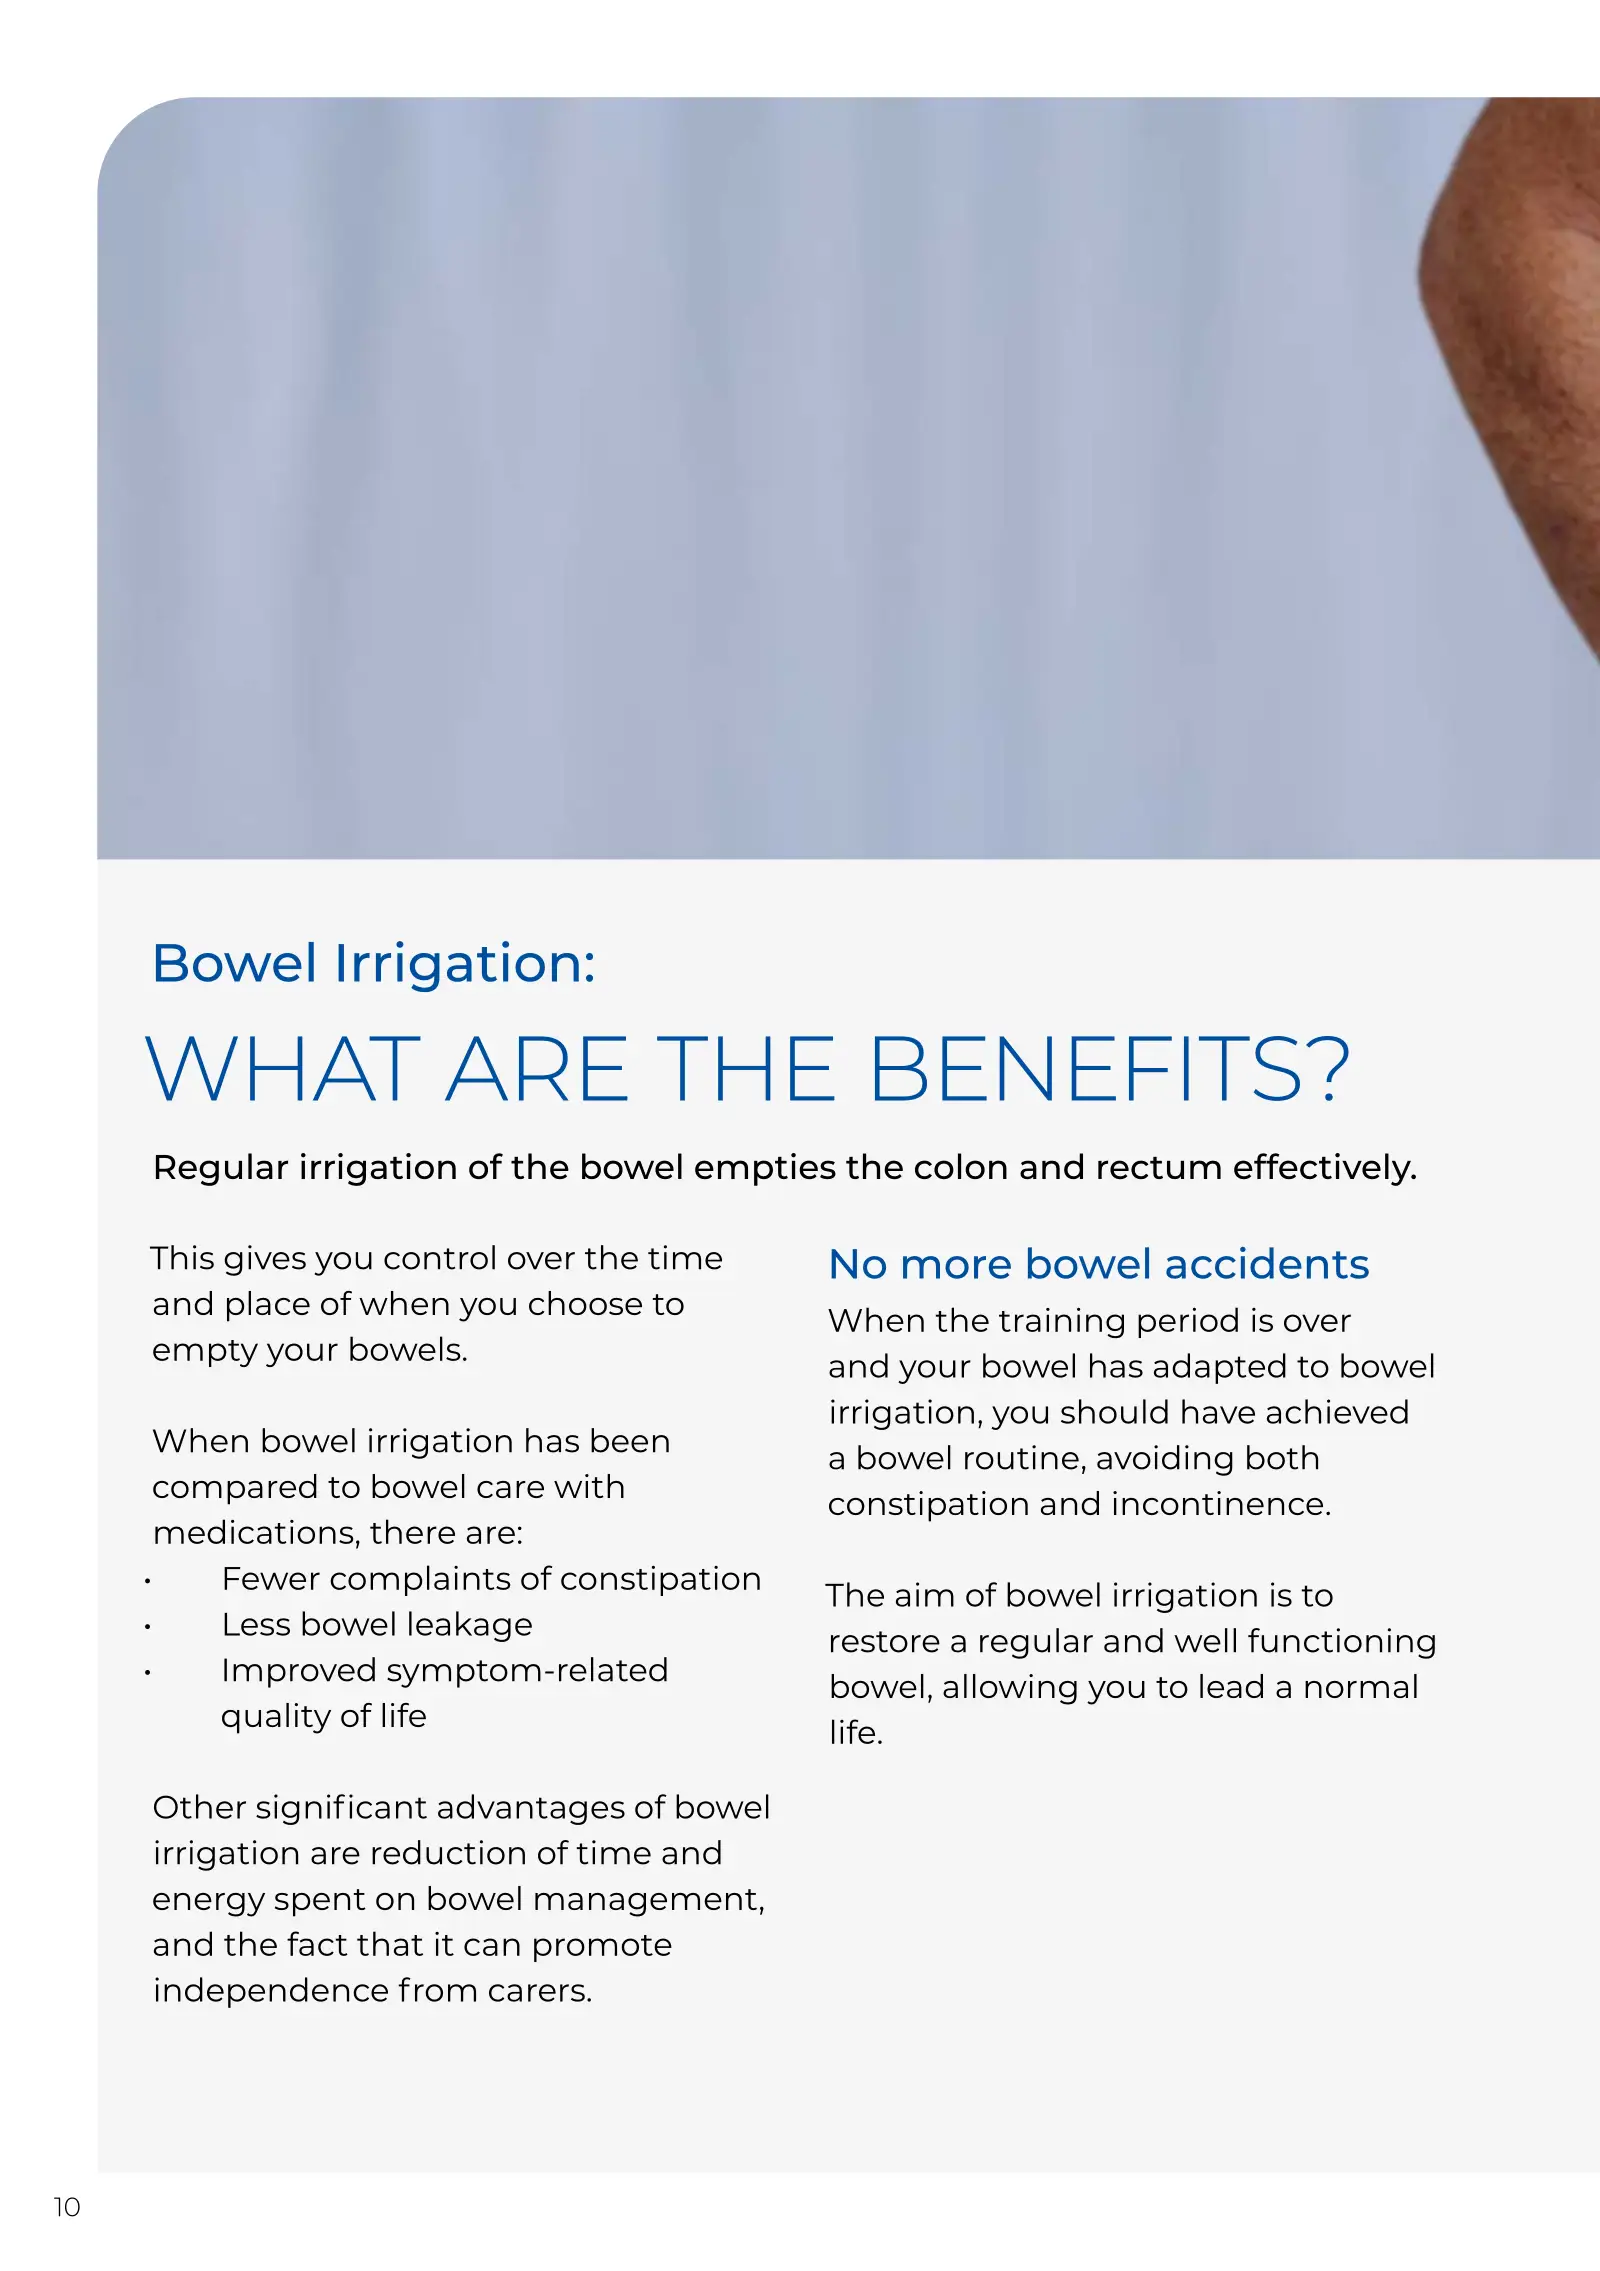 Bowel Irrigation:
WHAT ARE THE BENEFITS?
Regular irrigation of the bowel empties the colon and rectum effectively.
This gives you control over the time
and place of when you choose to
empty your bowels.
When bowel irrigation has been
compared to bowel care with
medications, there are:
• Fewer complaints of constipation
• Less bowel leakage
• Improved symptom-related
quality of life
Other significant advantages of bowel
irrigation are reduction of time and
energy spent on bowel management,
and the fact that it can promote
independence from carers.
No more bowel accidents
When the training period is over
and your bowel has adapted to bowel
irrigation, you should have achieved
a bowel routine, avoiding both
constipation and incontinence.
The aim of bowel irrigation is to
restore a regular and well functioning
bowel, allowing you to lead a normal
life.
10